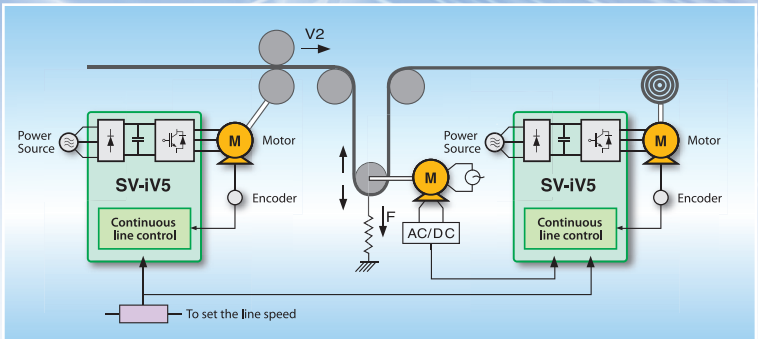 V2
Power
Source
M
Motor
SV-iV5
Encoder
Continuous
line control
To set the line speed
M
F
AC/DC
Power
Source
M
Motor
SV-iV5
Encoder
Continuous
line control